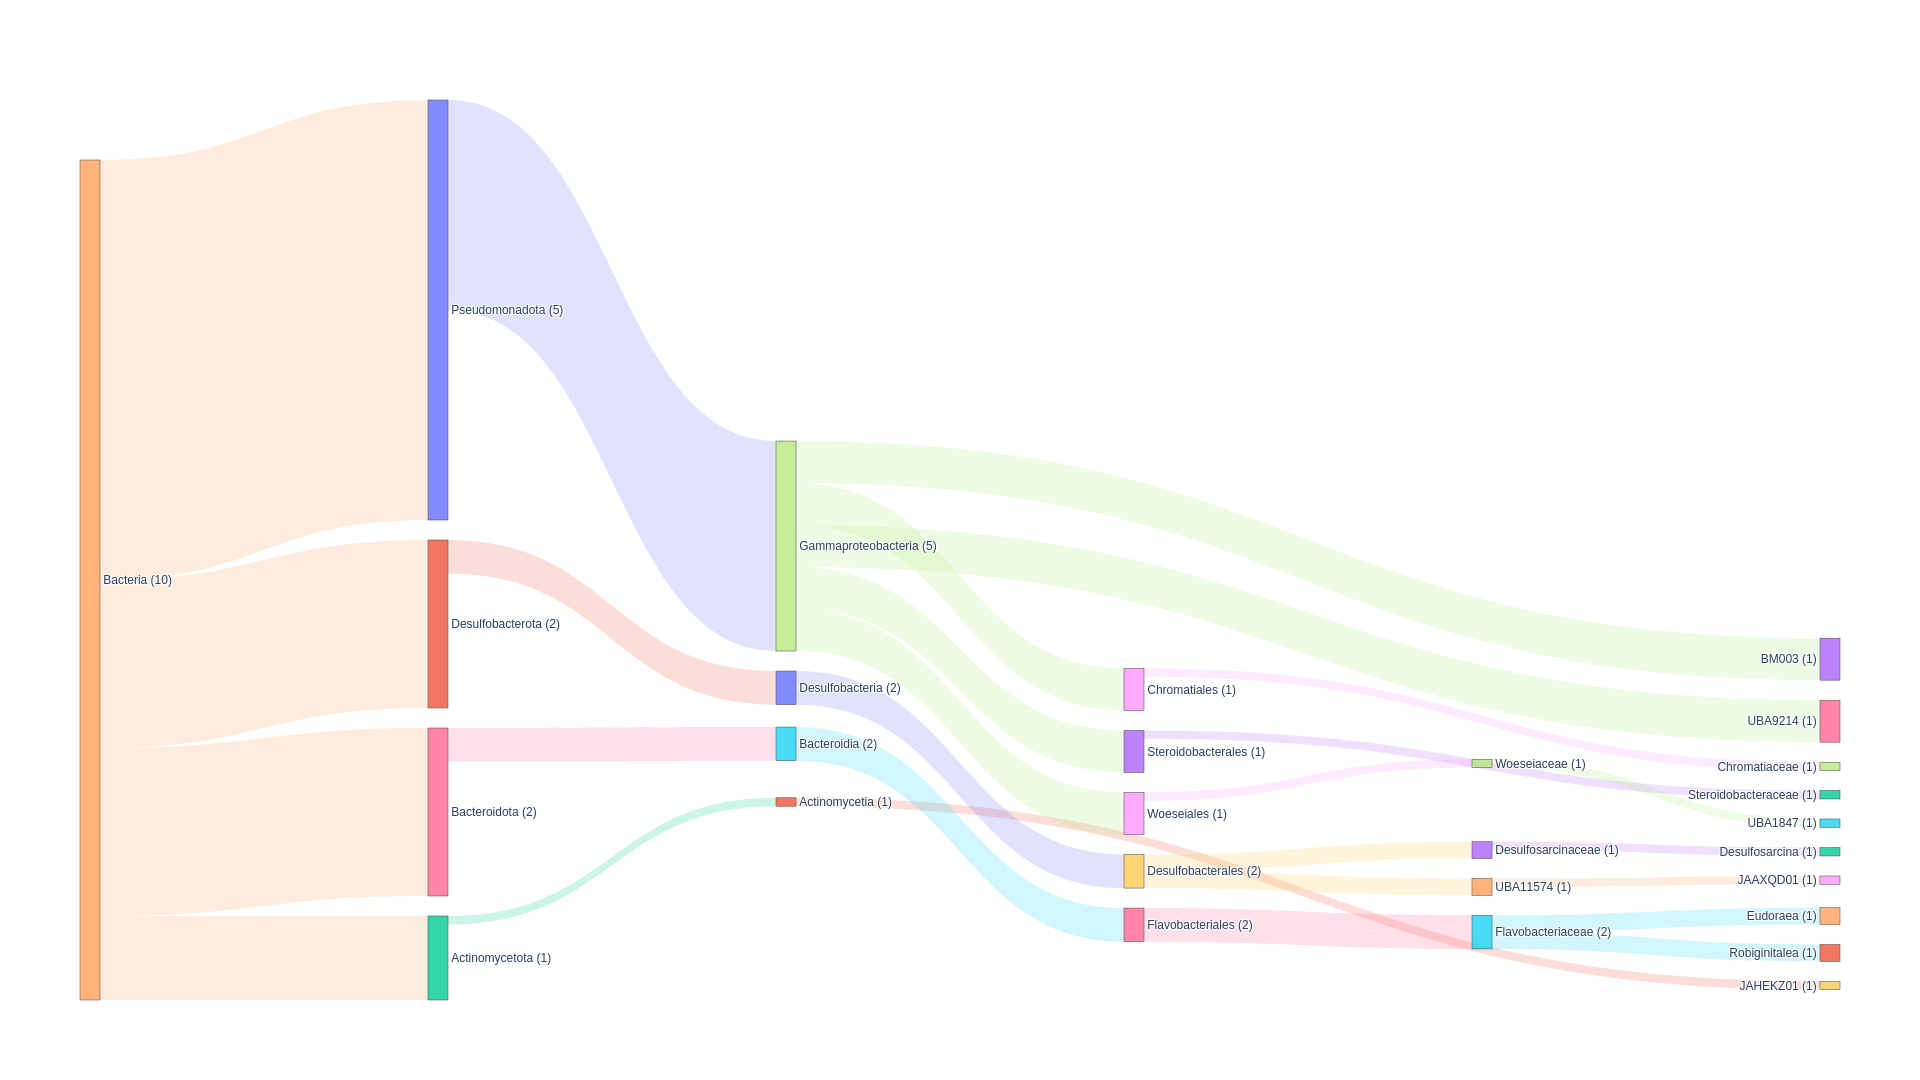 Bacteria (10)
Pseudomonadota (5)
Desulfobacterota (2)
Bacteroidota (2)
Actinomycetota (1)
Gammaproteobacteria (5)
Desulfobacteria (2)
Bacteroidia (2)
Actinomycetia (1)
Chromatiales (1)
Steroidobacterales (1)
Woeseiales (1)
Desulfobacterales (2)
Flavobacteriales (2)
Woeseiaceae (1)
Desulfosarcinaceae (1)
UBA11574 (1)
Flavobacteriaceae (2)
BM003 (1)
UBA9214 (1)
Chromatiaceae (1)
Steroidobacteraceae (1)
UBA1847 (1)
Desulfosarcina (1)
JAAXQD01 (1)
Eudoraea (1)
Robiginitalea (1)
JAHEKZ01 (1)